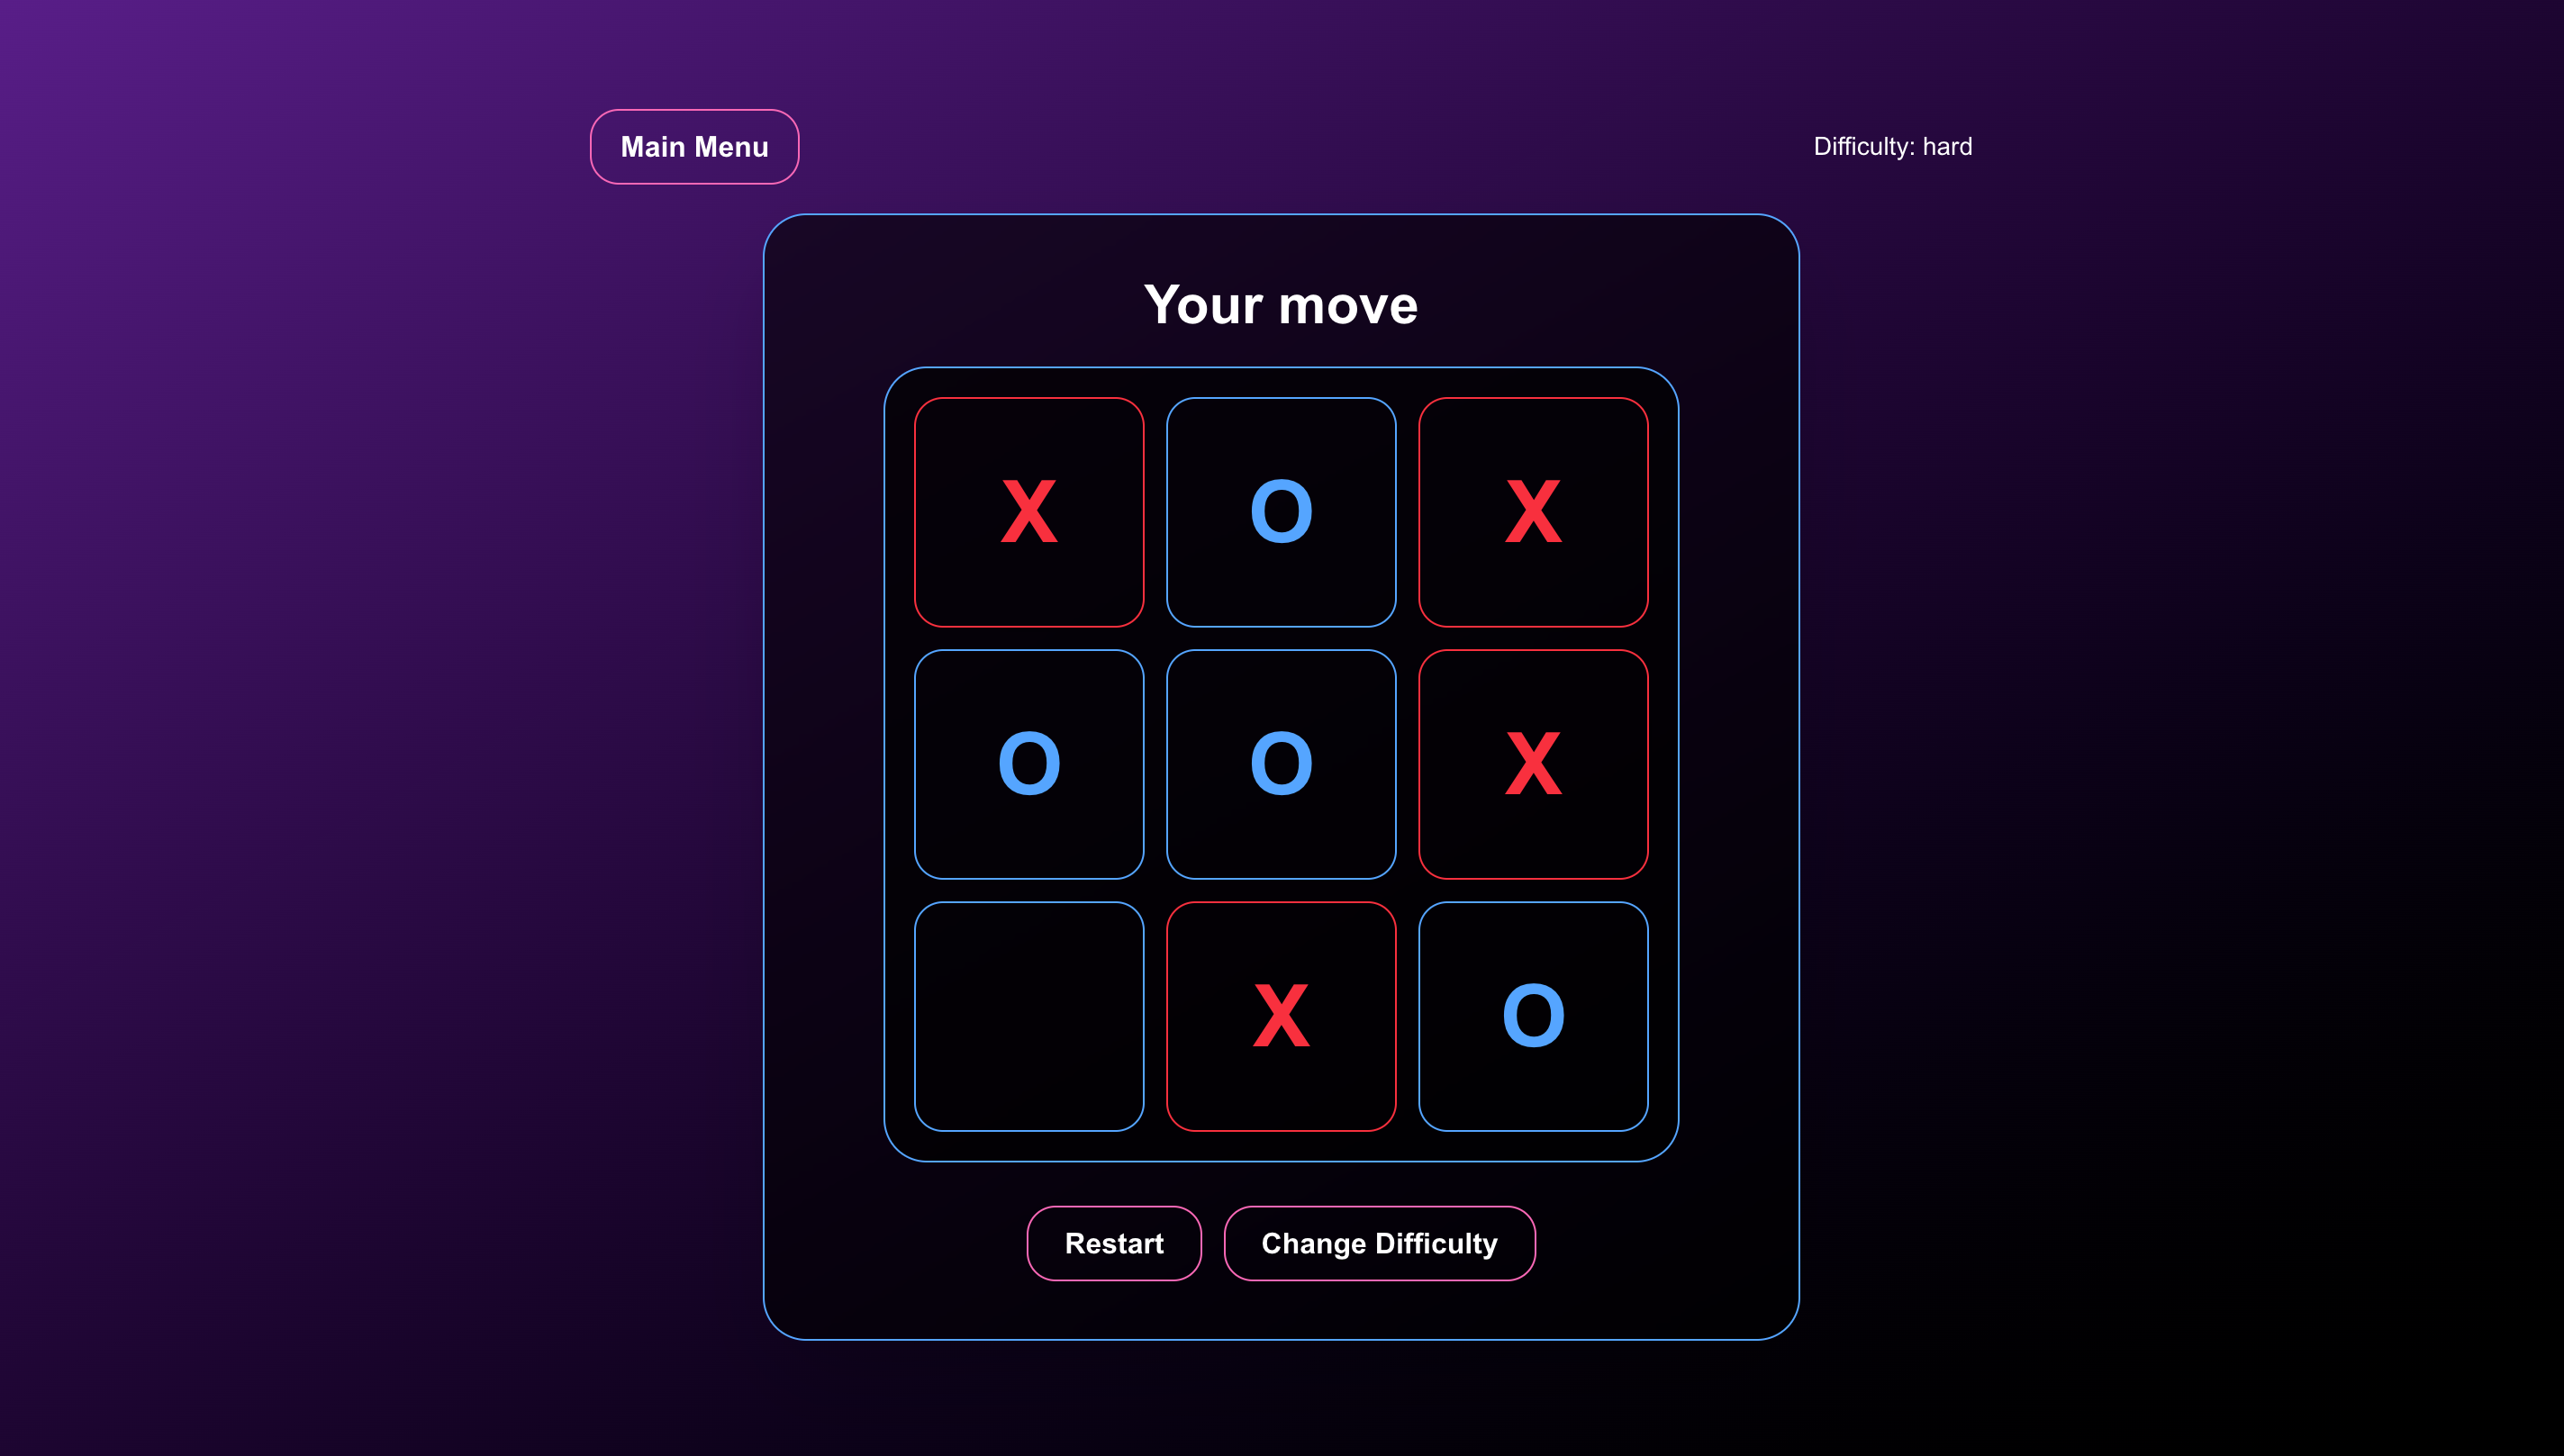 Main Menu
Difficulty: hard
Your move
X O X
O O X
X O
Restart
Change Difficulty